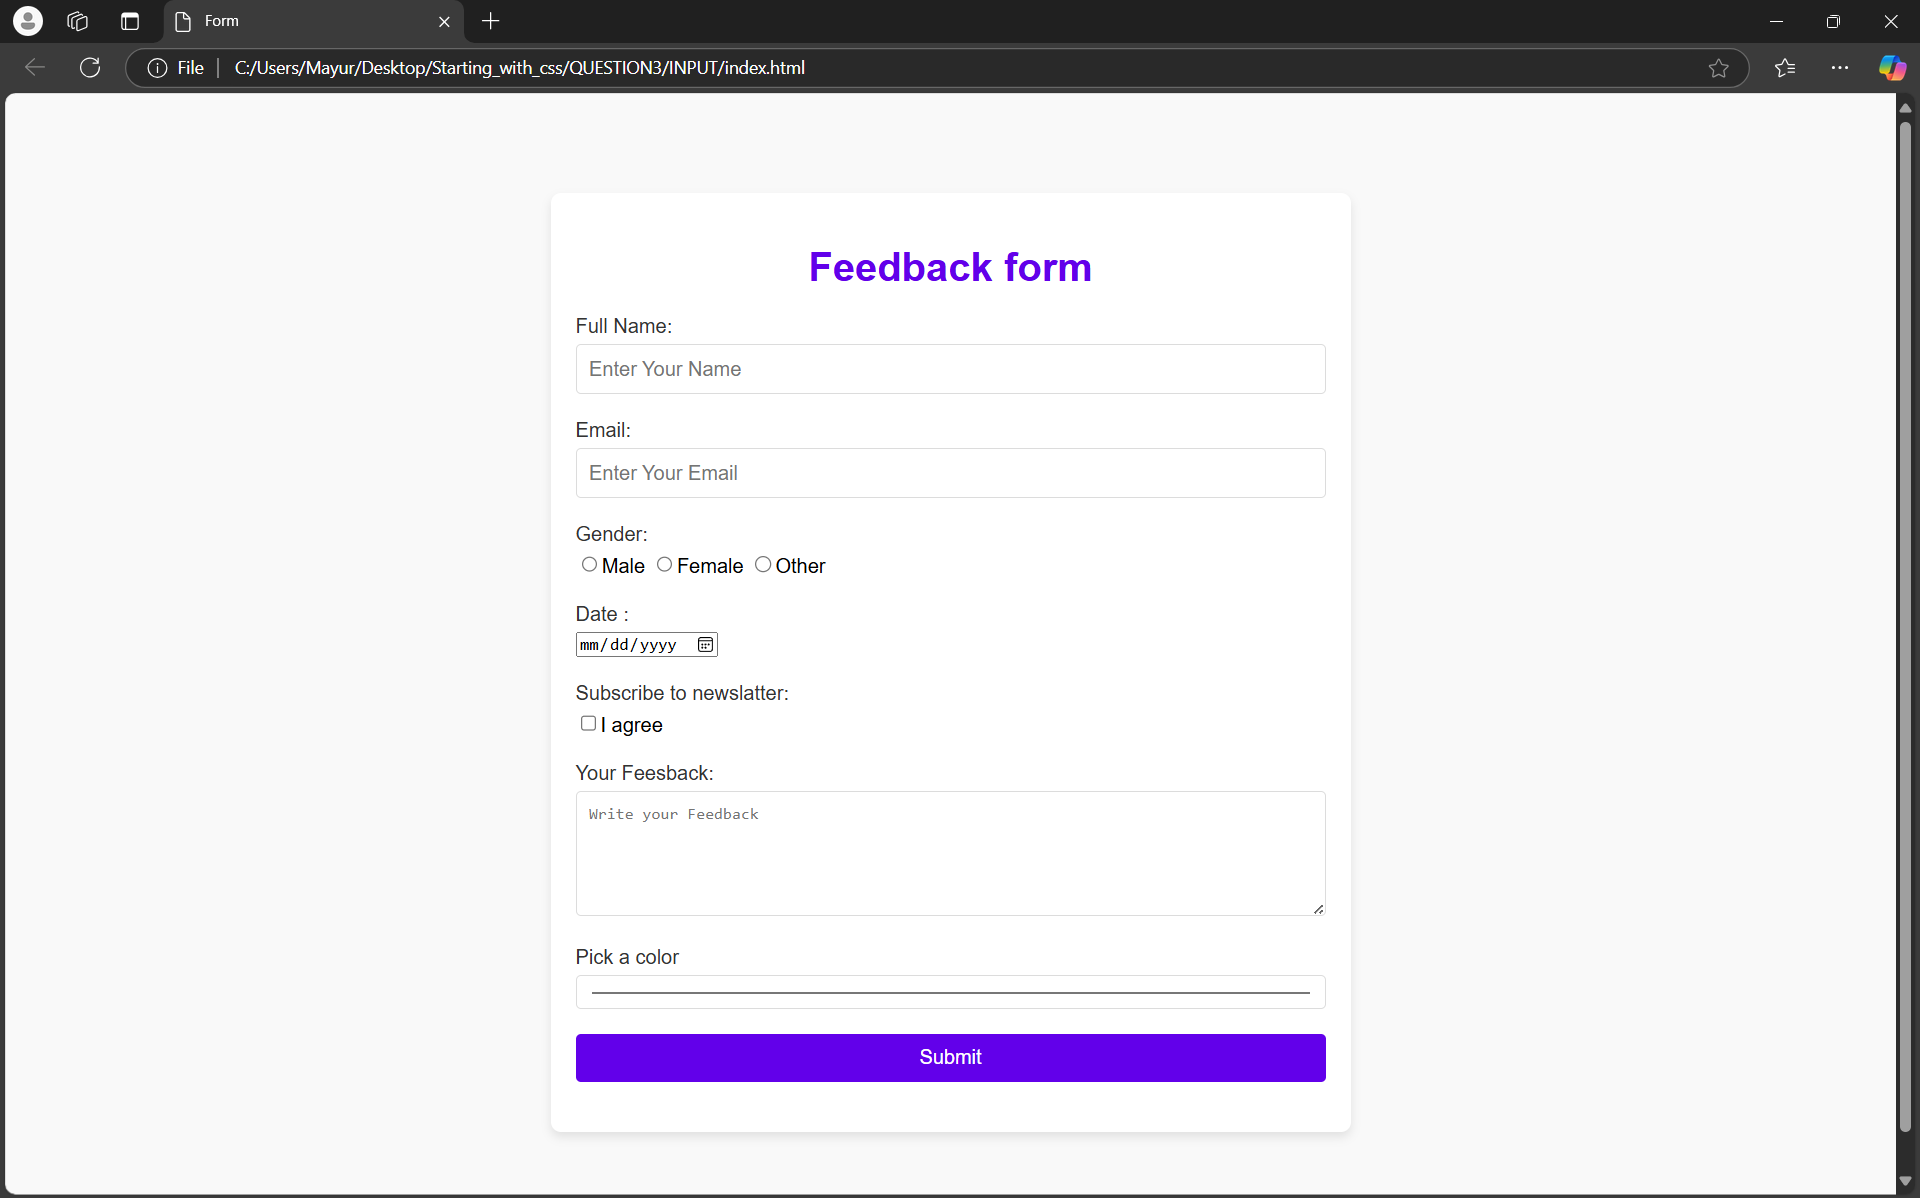 Form
File
C:/Users/Mayur/Desktop/Starting_with_css/QUESTION3/INPUT/index.html
Feedback form
Full Name:
Enter Your Name
Email:
Enter Your Email
Gender:
Male Female Other
Date :
mm/dd/yyyy
Subscribe to newslatter:
I agree
Your Feesback:
Write your Feedback
Pick a color
Submit